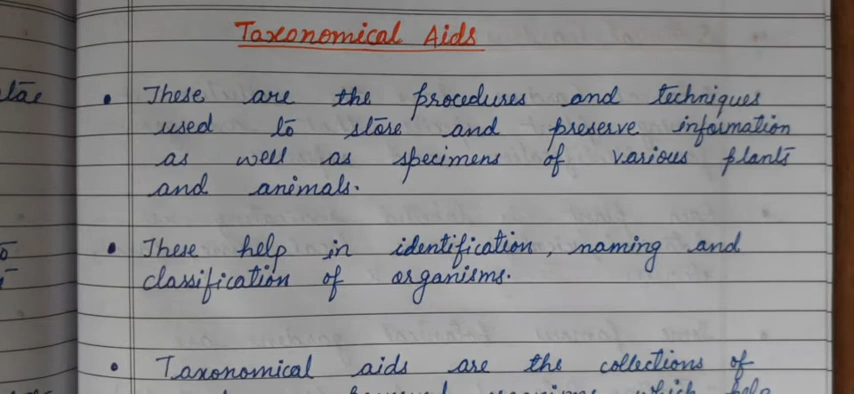 Taxonomical Aids
• These are the procedures and techniques
used to store and preserve information
as well as specimens of various plants
and animals.
• These help in identification, naming and
classification of organisms.
• Taxonomical aids are the collections of
which help